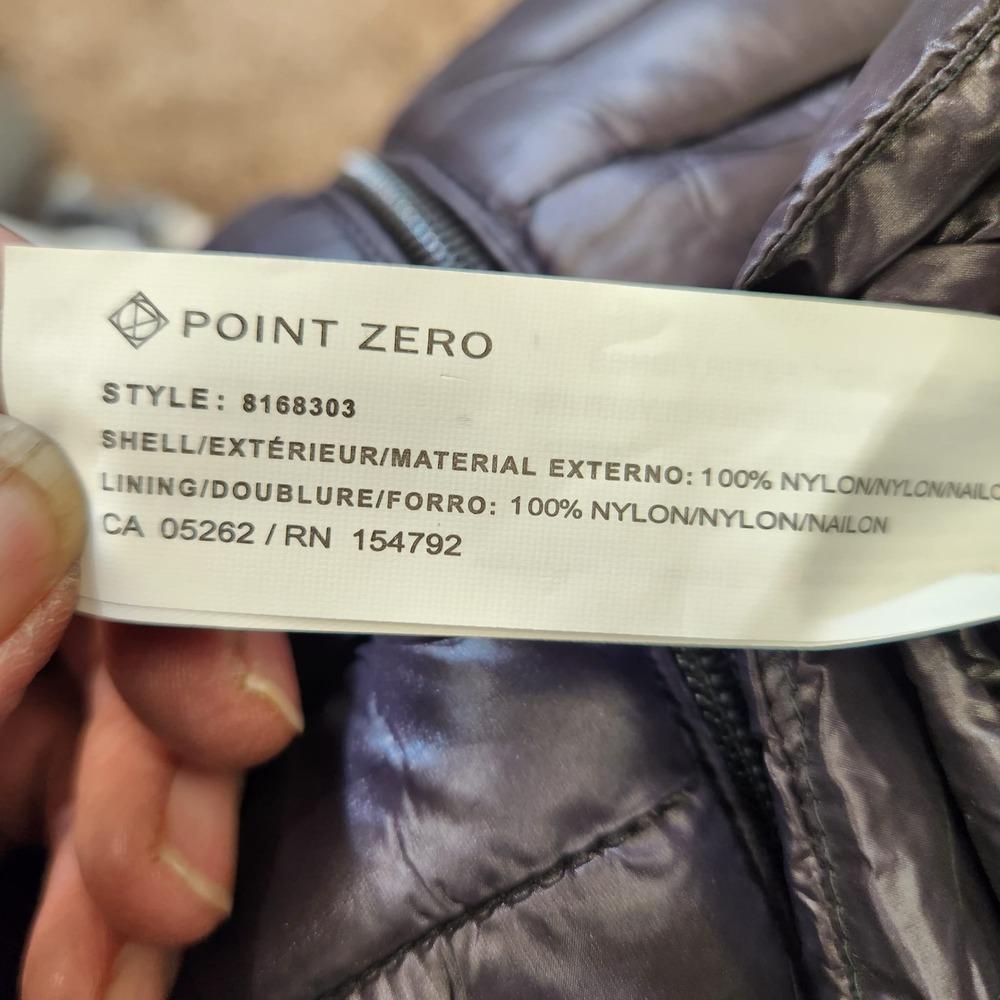 POINT ZERO
STYLE: 8168303
SHELL/EXTÉRIEUR/MATERIAL EXTERNO: 100% NYLON/NYLON/NAILO
LINING/DOUBLURE/FORRO: 100% NYLON/NYLON/NAILON
CA 05262 / RN 154792